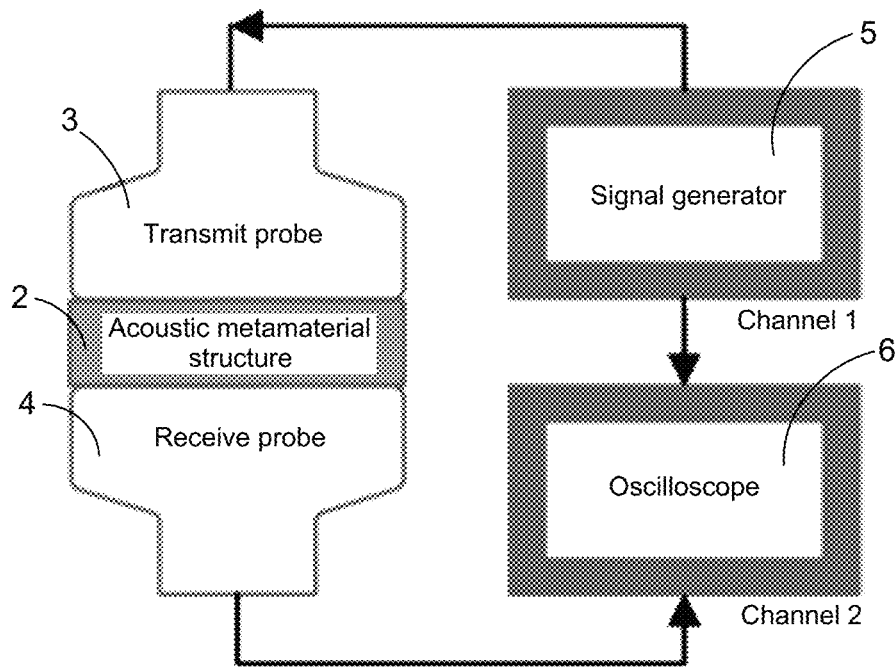 5
3
Signal generator
Transmit probe
2
Acoustic metamaterial
structure
Channel 1
6
4
Receive probe
Oscilloscope
Channel 2